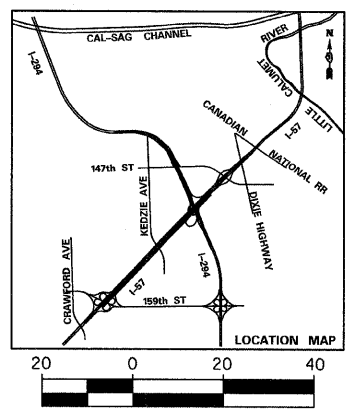 CAL-SAG CHANNEL
I-294
RIVER
N
CALUMET
LITTLE
CANADIAN
NATIONAL RR
I-57
147th ST
KEDZIE AVE
DIXIE HIGHWAY
CRAWFORD AVE
I-57
I-294
159th ST
LOCATION MAP
20 0 20 40